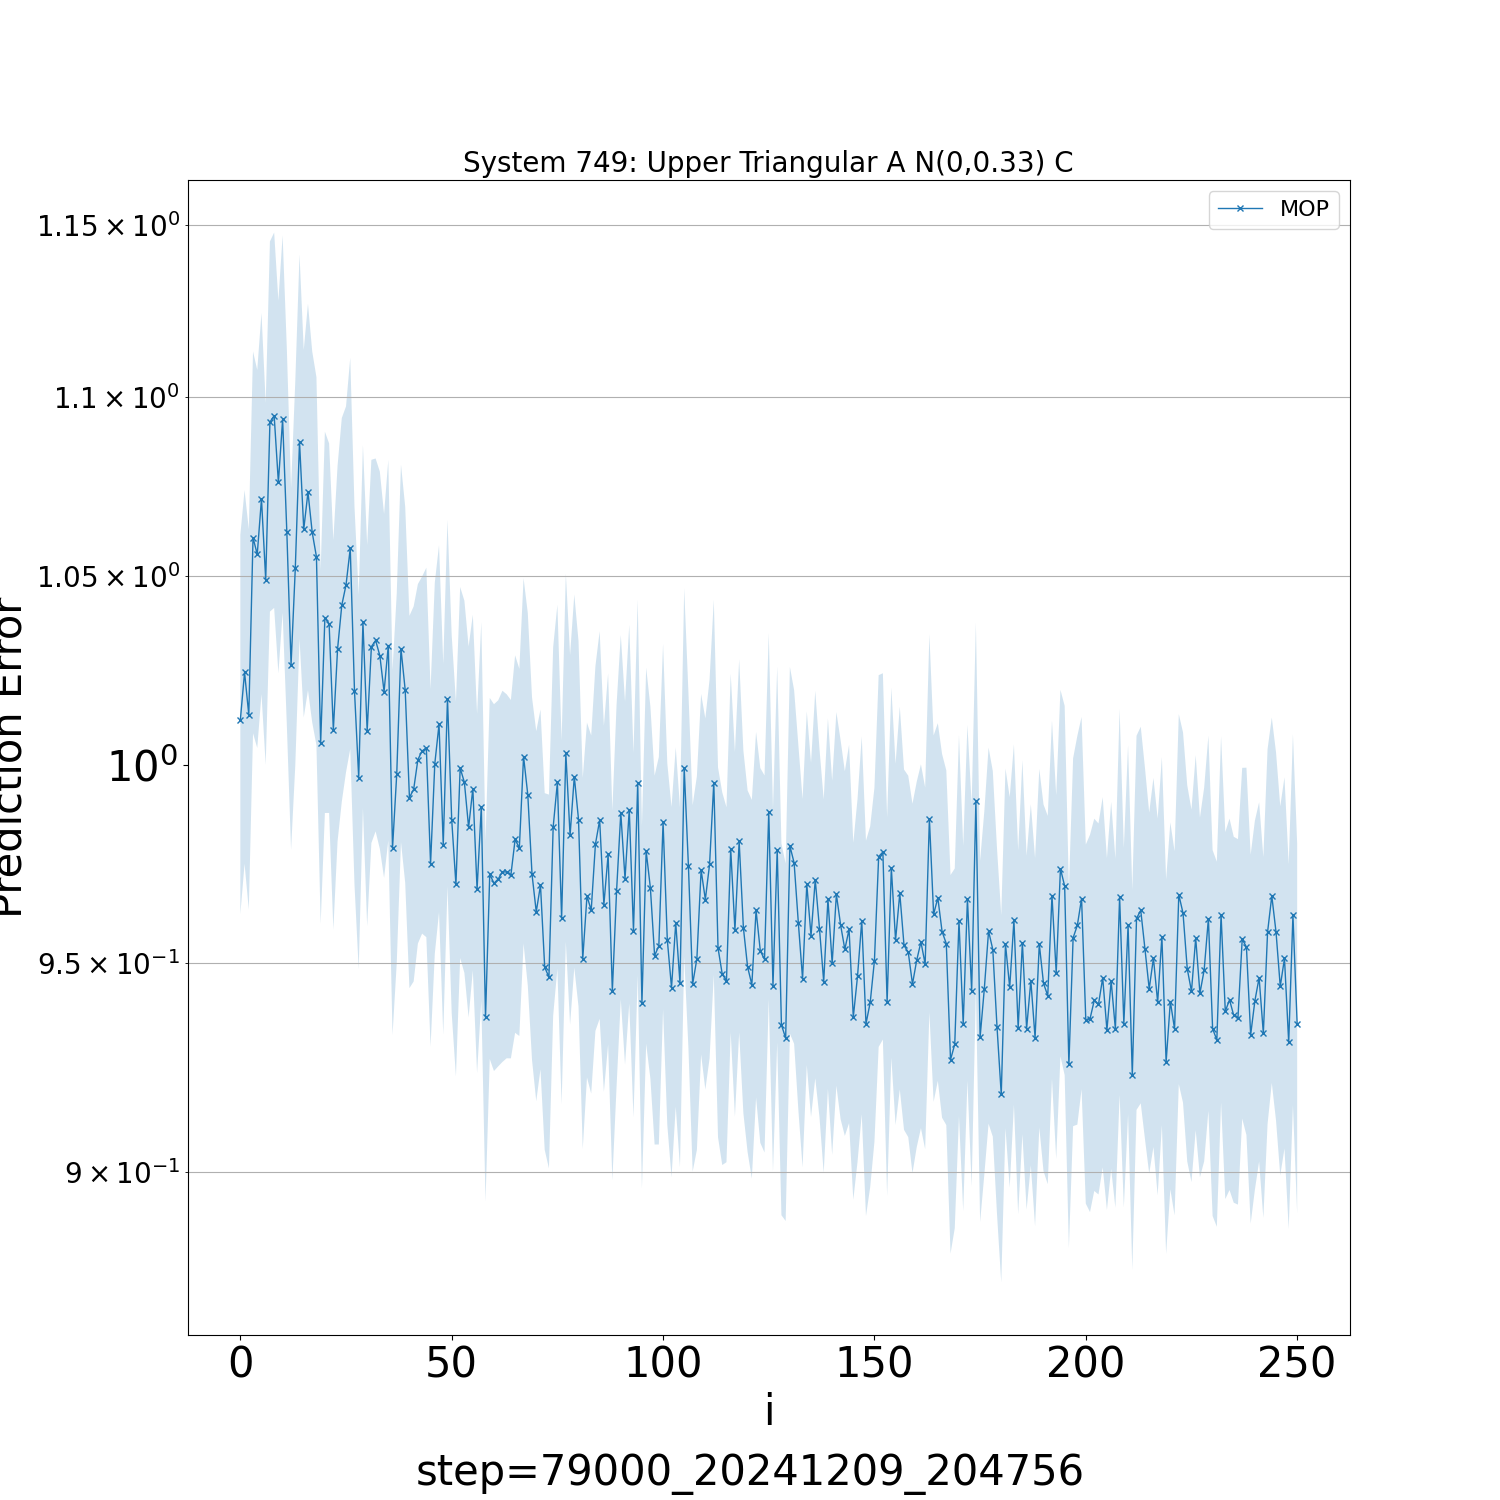 System 749: Upper Triangular A N(0,0.33) C
MOP
Prediction Error
1.15 × 10⁰
1.1 × 10⁰
1.05 × 10⁰
10⁰
9.5 × 10⁻¹
9 × 10⁻¹
0 50 100 150 200 250
i
step=79000_20241209_204756